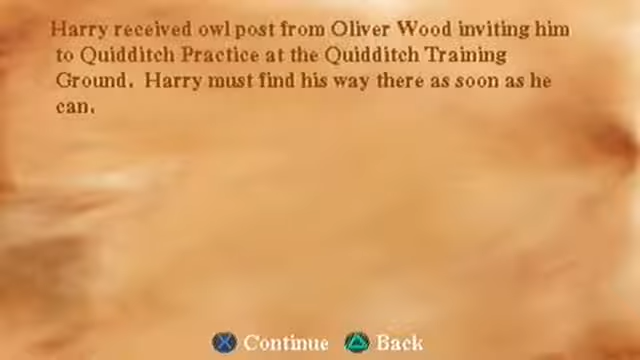 Harry received owl post from Oliver Wood inviting him
to Quidditch Practice at the Quidditch Training
Ground. Harry must find his way there as soon as he
can.
Continue Back